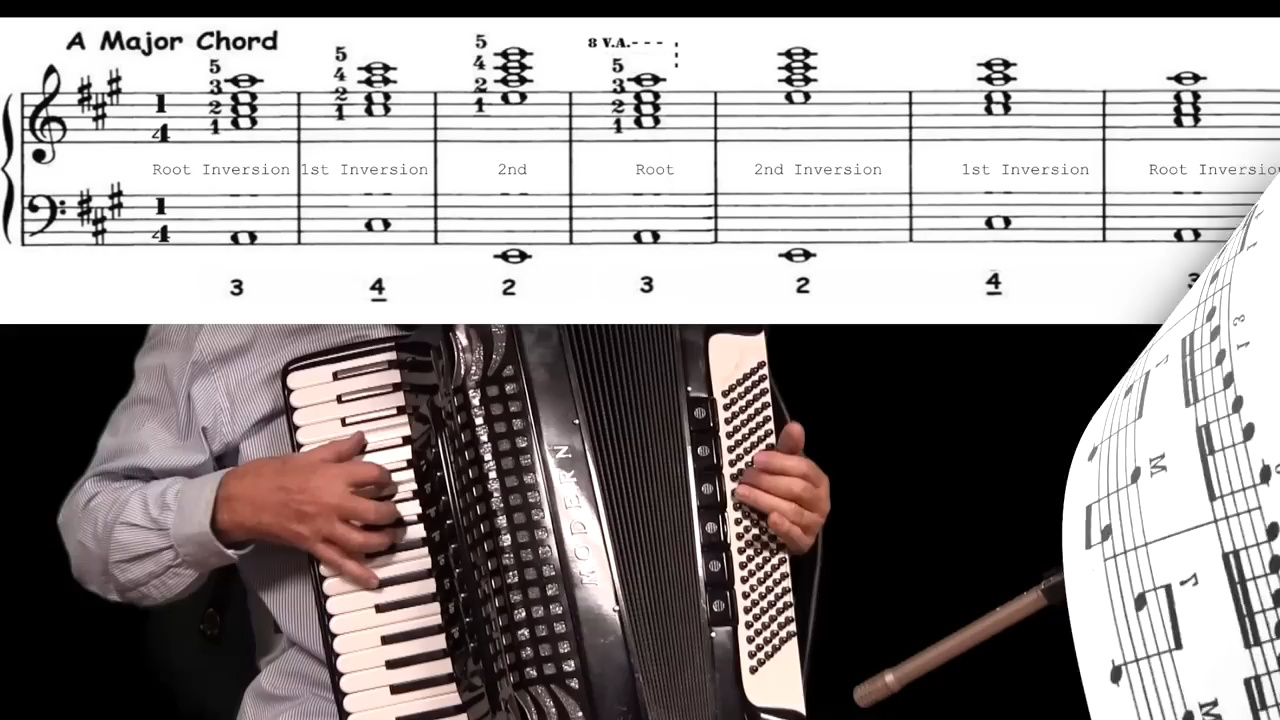 A Major Chord
8 V.A.
5 5 5 5
3 4 4 3
2 2 2 2
1 1 1 1
1 4
Root Inversion 1st Inversion 2nd Root 2nd Inversion 1st Inversion Root Inversion
1 4
3 4 2 3 2 4 3
MODERN
M
M